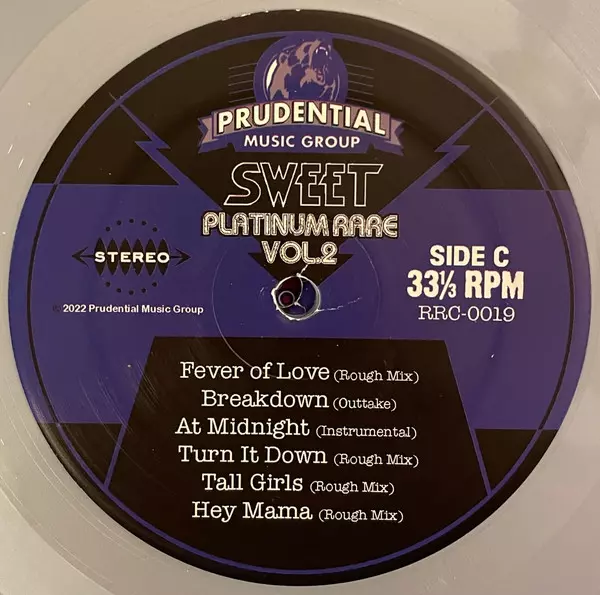 PRUDENTIAL
MUSIC GROUP
SWEET
PLATINUM RARE
VOL.2
STEREO
SIDE C
33⅓ RPM
RRC-0019
© 2022 Prudential Music Group
Fever of Love (Rough Mix)
Breakdown (Outtake)
At Midnight (Instrumental)
Turn It Down (Rough Mix)
Tall Girls (Rough Mix)
Hey Mama (Rough Mix)